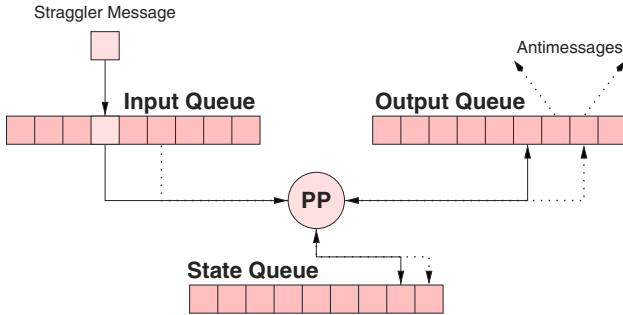 Straggler Message
Antimessages
Input Queue
Output Queue
PP
State Queue